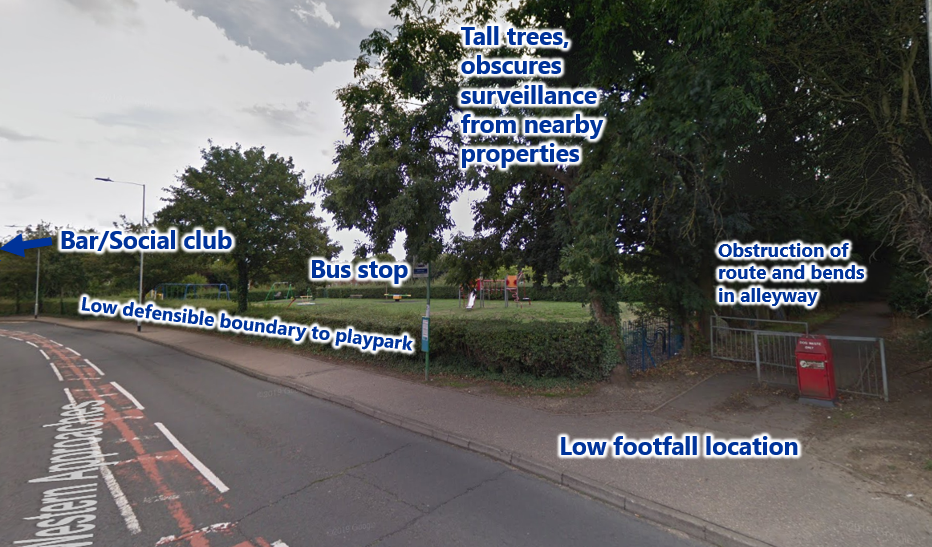 Tall trees,
obscures
surveillance
from nearby
properties
Bar/Social club
Bus stop
Obstruction of
route and bends
in alleyway
Low defensible boundary to playpark
Low footfall location
Western Approaches